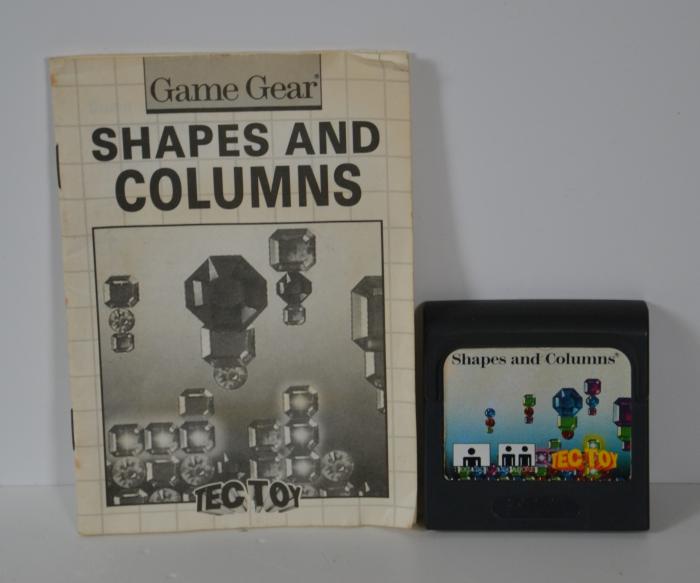 Game Gear®
SHAPES AND
COLUMNS
TEC TOY
Shapes and Columns®
TEC TOY